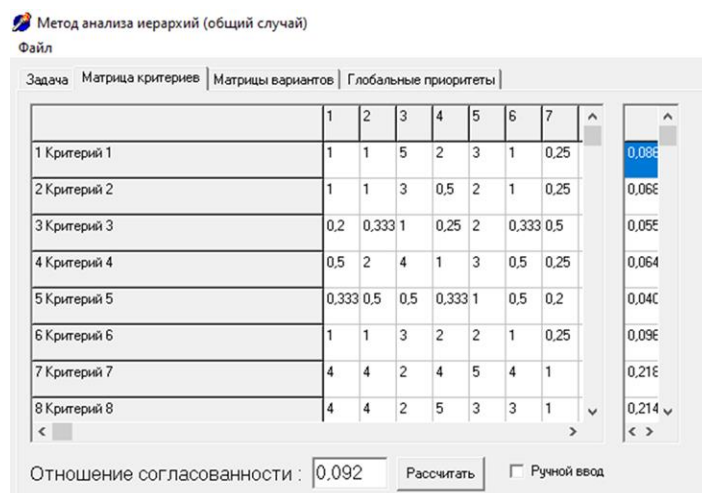 Метод анализа иерархий (общий случай)
Файл
Задача Матрица критериев Матрицы вариантов Глобальные приоритеты
1 2 3 4 5 6 7
1 Критерий 1 1 1 5 2 3 1 0,25 0,086
2 Критерий 2 1 1 3 0,5 2 1 0,25 0,068
3 Критерий 3 0,2 0,333 1 0,25 2 0,333 0,5 0,055
4 Критерий 4 0,5 2 4 1 3 0,5 0,25 0,064
5 Критерий 5 0,333 0,5 0,5 0,333 1 0,5 0,2 0,040
6 Критерий 6 1 1 3 2 2 1 0,25 0,096
7 Критерий 7 4 4 2 4 5 4 1 0,218
8 Критерий 8 4 4 2 5 3 3 1 0,214
Отношение согласованности : 0,092 Рассчитать Ручной ввод